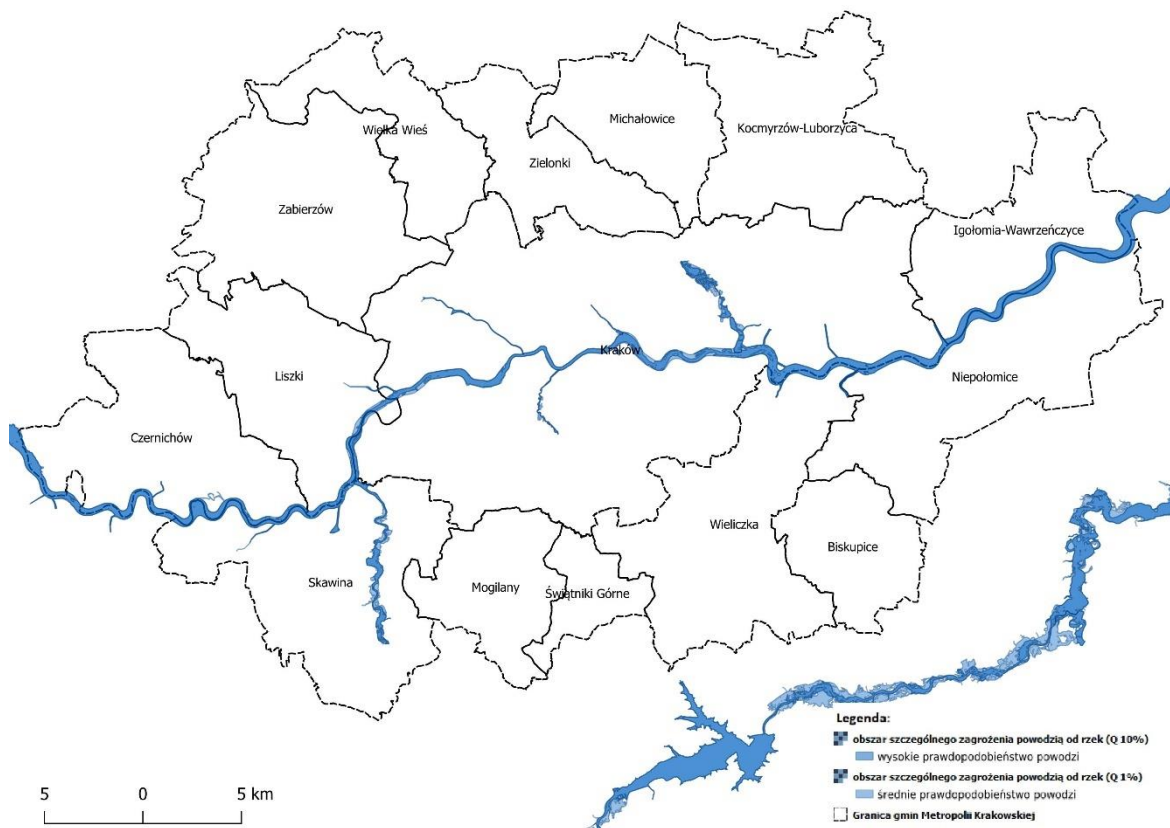 Michałowice
Wielka Wieś
Kocmyrzów-Luborzyca
Zielonki
Zabierzów
Igołomia-Wawrzeńczyce
Kraków
Liszki
Niepołomice
Czernichów
Wieliczka
Biskupice
Skawina
Mogilany
Świątniki Górne
Legenda:
obszar szczególnego zagrożenia powodzią od rzek (Q 10%)
wysokie prawdopodobieństwo powodzi
obszar szczególnego zagrożenia powodzią od rzek (Q 1%)
średnie prawdopodobieństwo powodzi
Granica gmin Metropolii Krakowskiej
5 0 5 km